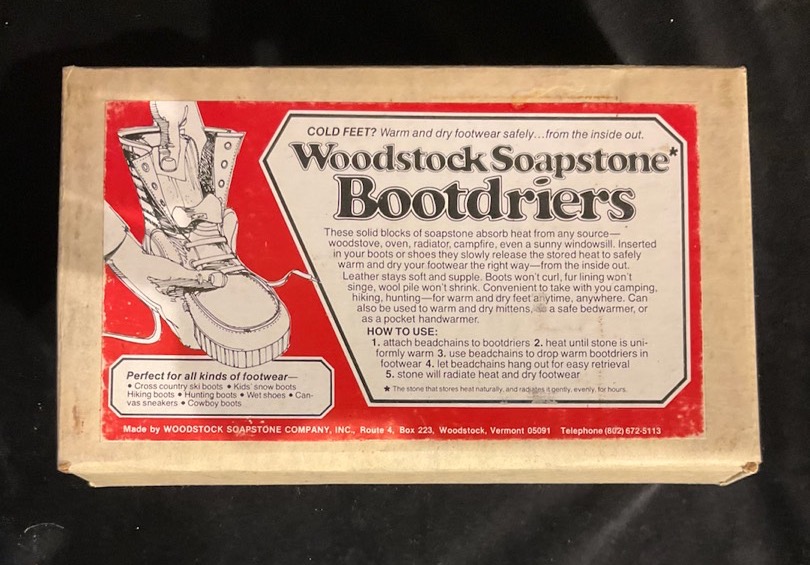 COLD FEET? Warm and dry footwear safely...from the inside out.
Woodstock Soapstone*
Bootdriers
These solid blocks of soapstone absorb heat from any source—
woodstove, oven, radiator, campfire, even a sunny windowsill. Inserted
in your boots or shoes they slowly release the stored heat to safely
warm and dry your footwear the right way—from the inside out.
Leather stays soft and supple. Boots won't curl, fur lining won't
singe, wool pile won't shrink. Convenient to take with you camping,
hiking, hunting—for warm and dry feet anytime, anywhere. Can
also be used to warm and dry mittens, as a safe bedwarmer, or
as a pocket handwarmer.
HOW TO USE:
1. attach beadchains to bootdriers 2. heat until stone is uni-
formly warm 3. use beadchains to drop warm bootdriers in
footwear 4. let beadchains hang out for easy retrieval
5. stone will radiate heat and dry footwear
* The stone that stores heat naturally, and radiates it gently, evenly, for hours.
Perfect for all kinds of footwear—
• Cross country ski boots • Kids' snow boots
Hiking boots • Hunting boots • Wet shoes • Can-
vas sneakers • Cowboy boots
Made by WOODSTOCK SOAPSTONE COMPANY, INC., Route 4, Box 223, Woodstock, Vermont 05091 Telephone (802) 672-5113